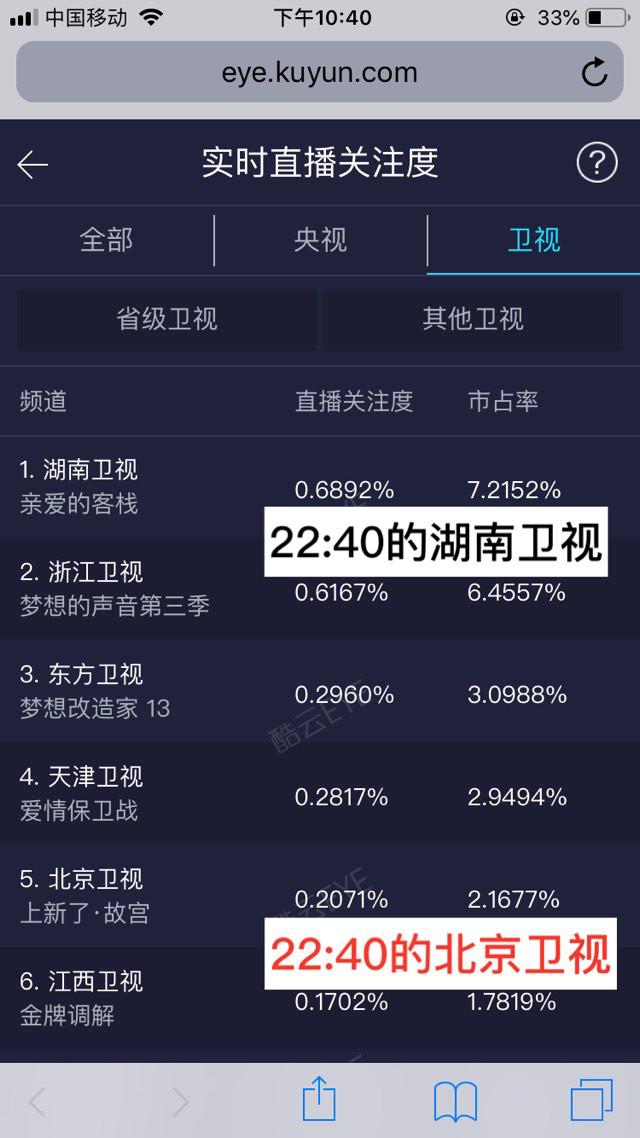 中国移动 下午10:40 33%
eye.kuyun.com
实时直播关注度 ?
全部 央视 卫视
省级卫视 其他卫视
频道 直播关注度 市占率
1. 湖南卫视
亲爱的客栈 0.6892% 7.2152%
22:40的湖南卫视
2. 浙江卫视
梦想的声音第三季 0.6167% 6.4557%
3. 东方卫视
梦想改造家 13 0.2960% 3.0988%
酷云EYE
4. 天津卫视
爱情保卫战 0.2817% 2.9494%
5. 北京卫视
上新了·故宫 0.2071% 2.1677%
酷云EYE
22:40的北京卫视
6. 江西卫视
金牌调解 0.1702% 1.7819%